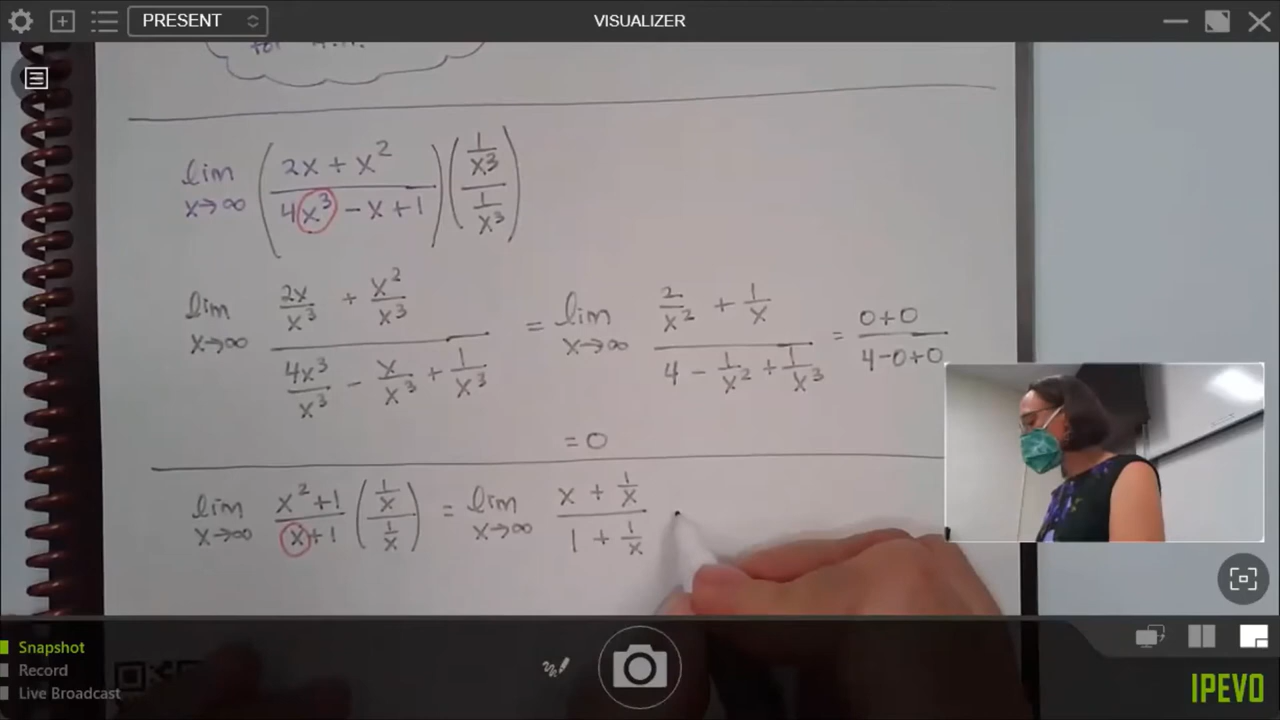 PRESENT
VISUALIZER
for
lim x→∞ ( (2x + x²) / (4x³ - x + 1) ) ( (1/x³) / (1/x³) )
lim x→∞ (2x/x³ + x²/x³) / (4x³/x³ - x/x³ + 1/x³) = lim x→∞ (2/x² + 1/x) / (4 - 1/x² + 1/x³) = (0+0) / (4-0+0)
= 0
lim x→∞ (x²+1) / (x+1) ( (1/x) / (1/x) ) = lim x→∞ (x + 1/x) / (1 + 1/x)
Snapshot
Record
Live Broadcast
IPEVO